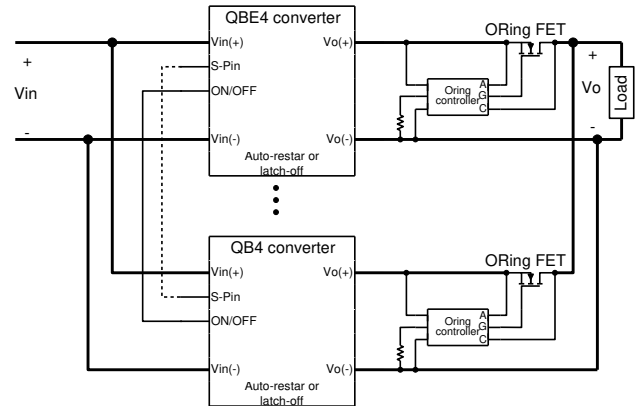 QBE4 converter
ORing FET
Vin(+)
Vo(+)
+
S-Pin
+
Vin
ON/OFF
Oring
controller
A
G
C
Vo
Load
-
Vin(-)
Vo(-)
-
Auto-restar or
latch-off
QB4 converter
ORing FET
Vin(+)
Vo(+)
S-Pin
ON/OFF
Oring
controller
A
G
C
Vin(-)
Vo(-)
Auto-restar or
latch-off